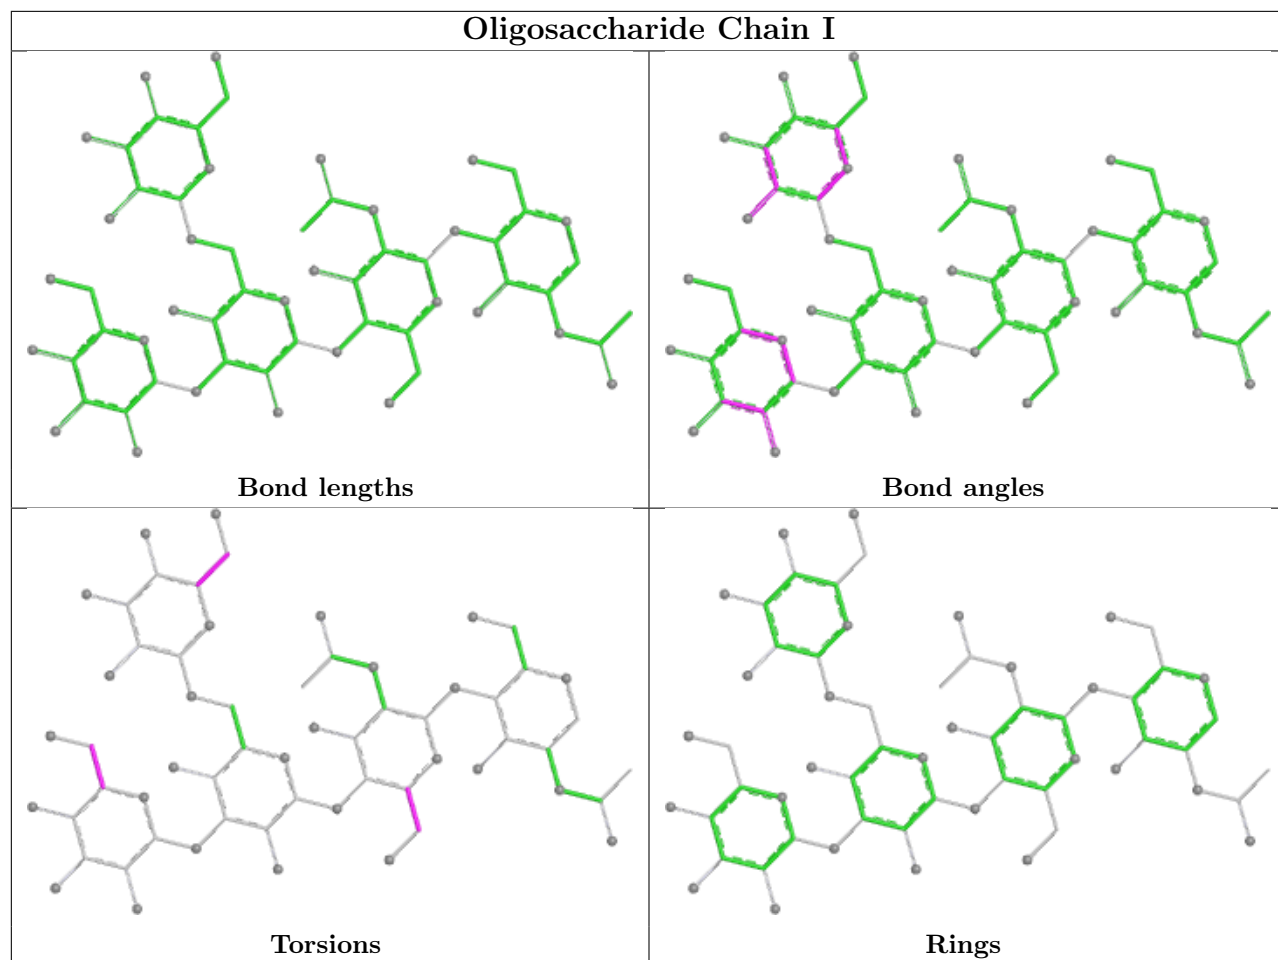 Oligosaccharide Chain I
Bond lengths
Bond angles
Torsions
Rings